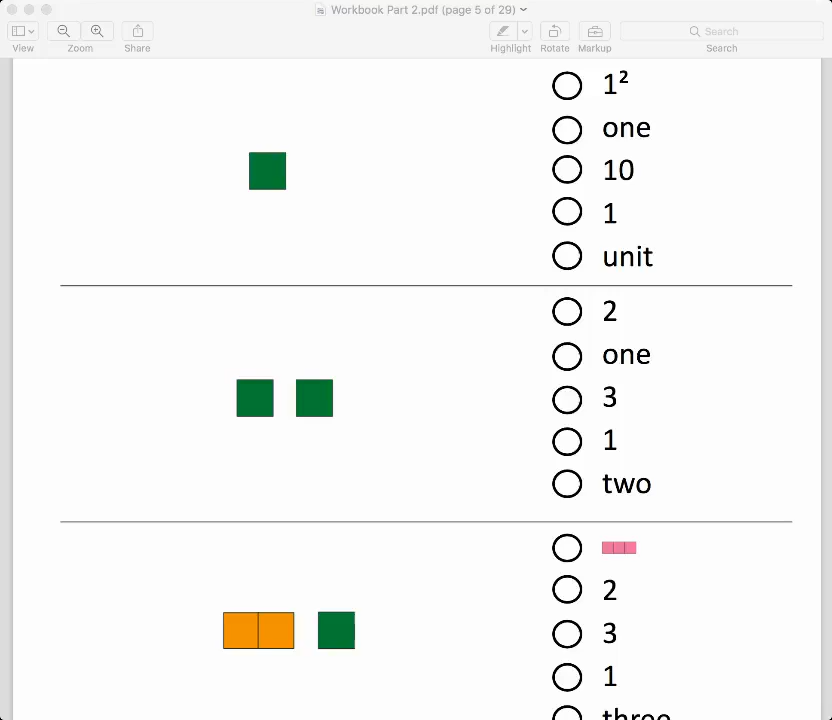 Workbook Part 2.pdf (page 5 of 29)
Search
View
Zoom
Share
Highlight
Rotate
Markup
Search
1²
one
10
1
unit
2
one
3
1
two
2
3
1
three